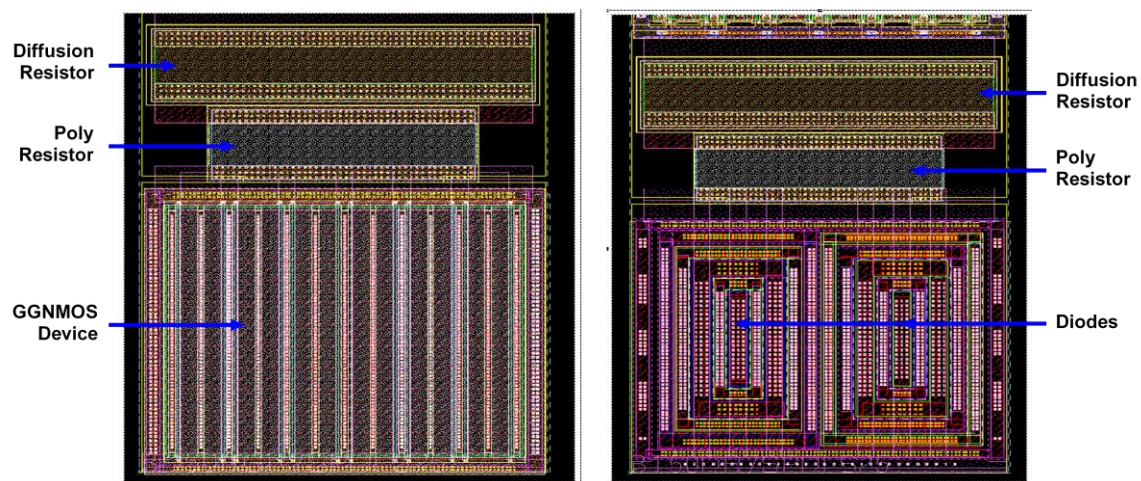 Diffusion
Resistor
Poly
Resistor
GGNMOS
Device
Diffusion
Resistor
Poly
Resistor
Diodes